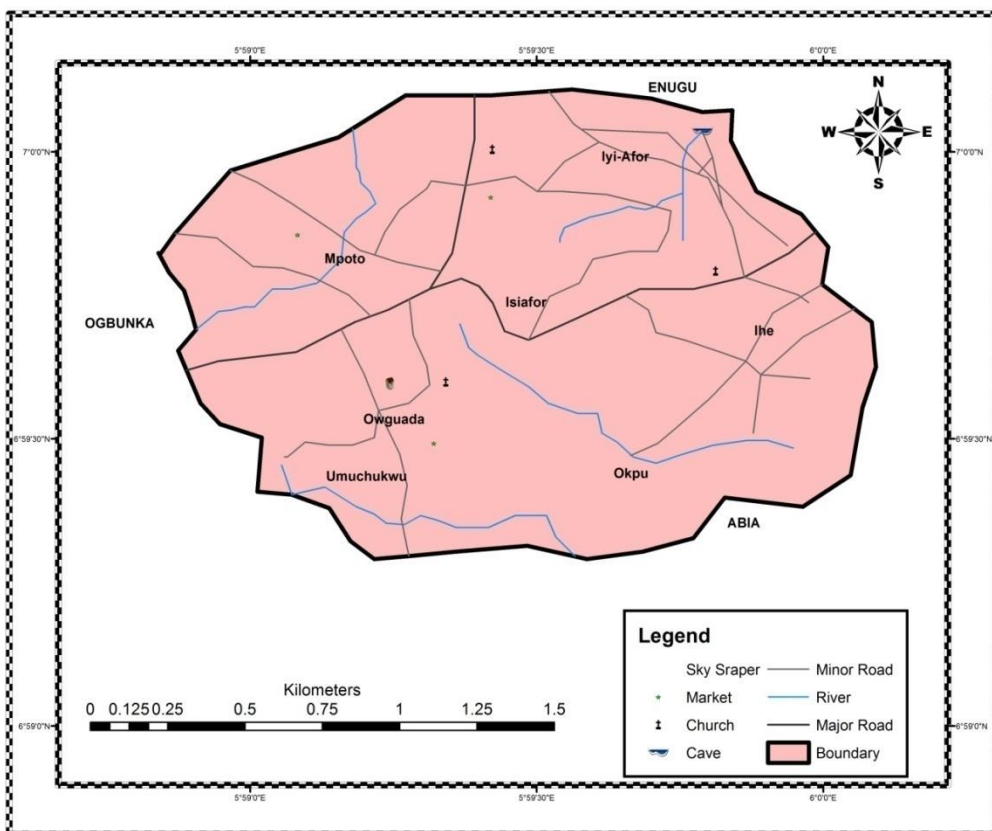 5°59'0"E 5°59'30"E 6°0'0"E
ENUGU
N
W E
S
7°0'0"N 7°0'0"N
Iyi-Afor
Mpoto
Isiafor
OGBUNKA
Ihe
Owguada
6°59'30"N 6°59'30"N
Umuchukwu
Okpu
ABIA
Legend
Sky Sraper Minor Road
Market River
Church Major Road
Cave Boundary
Kilometers
0 0.125 0.25 0.5 0.75 1 1.25 1.5
6°59'0"N 6°59'0"N
5°59'0"E 5°59'30"E 6°0'0"E